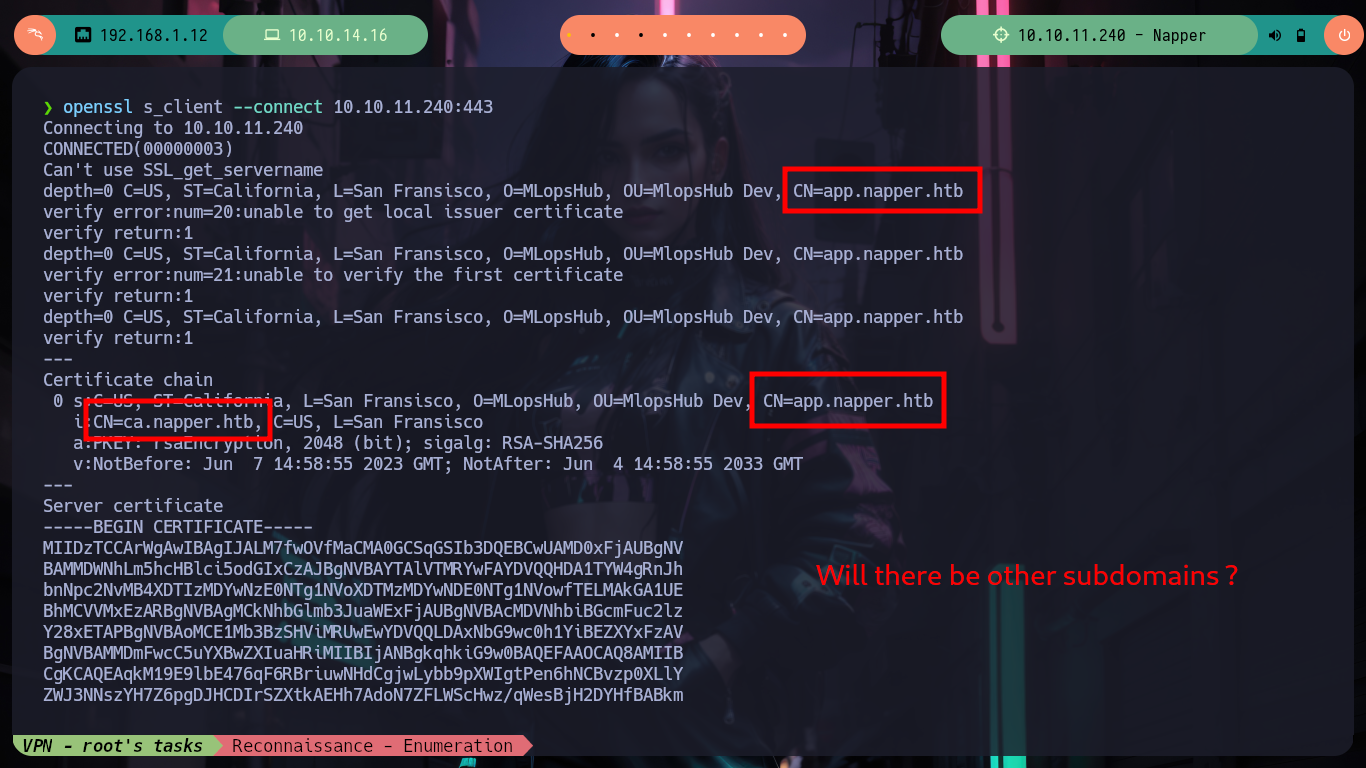 192.168.1.12 10.10.14.16 10.10.11.240 - Napper
❯ openssl s_client --connect 10.10.11.240:443
Connecting to 10.10.11.240
CONNECTED(00000003)
Can't use SSL_get_servername
depth=0 C=US, ST=California, L=San Fransisco, O=MLopsHub, OU=MlopsHub Dev, CN=app.napper.htb
verify error:num=20:unable to get local issuer certificate
verify return:1
depth=0 C=US, ST=California, L=San Fransisco, O=MLopsHub, OU=MlopsHub Dev, CN=app.napper.htb
verify error:num=21:unable to verify the first certificate
verify return:1
depth=0 C=US, ST=California, L=San Fransisco, O=MLopsHub, OU=MlopsHub Dev, CN=app.napper.htb
verify return:1
---
Certificate chain
 0 s:C=US, ST=California, L=San Fransisco, O=MLopsHub, OU=MlopsHub Dev, CN=app.napper.htb
   i:CN=ca.napper.htb, C=US, L=San Fransisco
   a:PKEY: rsaEncryption, 2048 (bit); sigalg: RSA-SHA256
   v:NotBefore: Jun  7 14:58:55 2023 GMT; NotAfter: Jun  4 14:58:55 2033 GMT
---
Server certificate
-----BEGIN CERTIFICATE-----
MIIDzTCCArWgAwIBAgIJALM7fwOVfMaCMA0GCSqGSIb3DQEBCwUAMD0xFjAUBgNV
BAMMDWNhLm5hcHBlci5odGIxCzAJBgNVBAYTAlVTMRYwFAYDVQQHDA1TYW4gRnJh
bnNpc2NvMB4XDTIzMDYwNzE0NTg1NVoXDTMzMDYwNDE0NTg1NVowfTELMAkGA1UE
BhMCVVMxEzARBgNVBAgMCkNhbGlmb3JuaWExFjAUBgNVBAcMDVNhbiBGcmFuc2lz
Y28xETAPBgNVBAoMCE1Mb3BzSHViMRUwEwYDVQQLDAxNbG9wc0h1YiBEZXYxFzAV
BgNVBAMMDmFwcC5uYXBwZXIuaHRiMIIBIjANBgkqhkiG9w0BAQEFAAOCAQ8AMIIB
CgKCAQEAqkM19E9lbE476qF6RBriuwNHdCgjwLybb9pXWIgtPen6hNCBvzp0XLlY
ZWJ3NNszYH7Z6pgDJHCDIrSZXtkAEHh7AdoN7ZFLWScHwz/qWesBjH2DYHfBABkm
Will there be other subdomains ?
VPN - root's tasks Reconnaissance - Enumeration